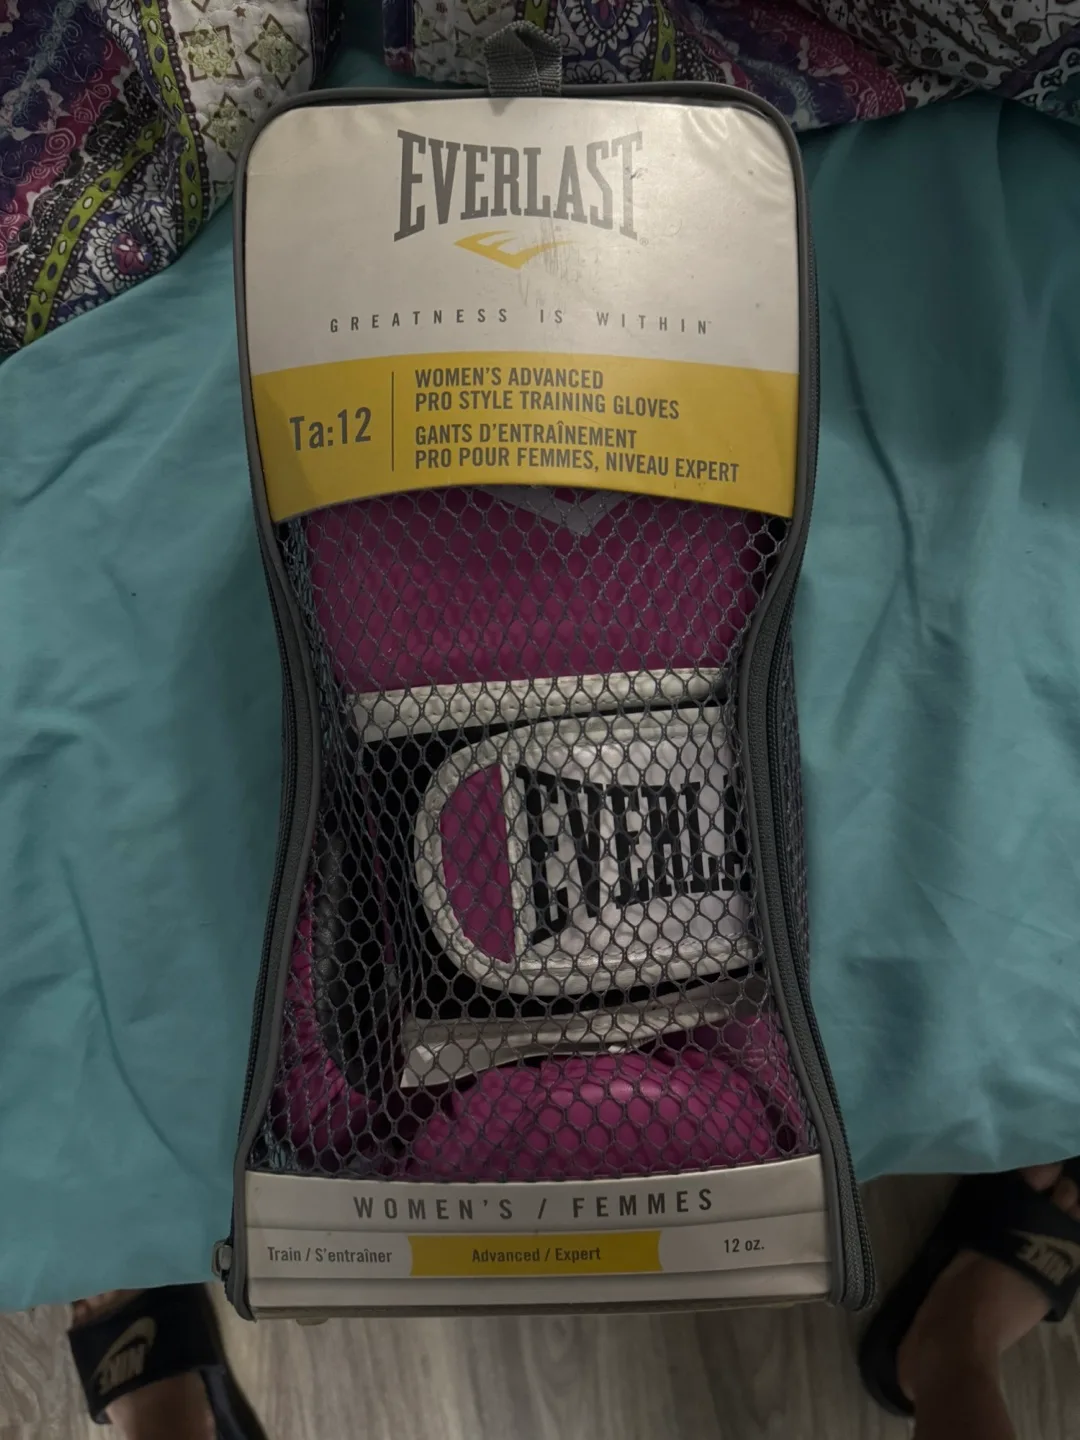 EVERLAST
GREATNESS IS WITHIN
Ta:12
WOMEN'S ADVANCED
PRO STYLE TRAINING GLOVES
GANTS D'ENTRAÎNEMENT
PRO POUR FEMMES, NIVEAU EXPERT
EVERLA
WOMEN'S / FEMMES
Train / S'entraîner Advanced / Expert 12 oz.
NIKE
NIKE